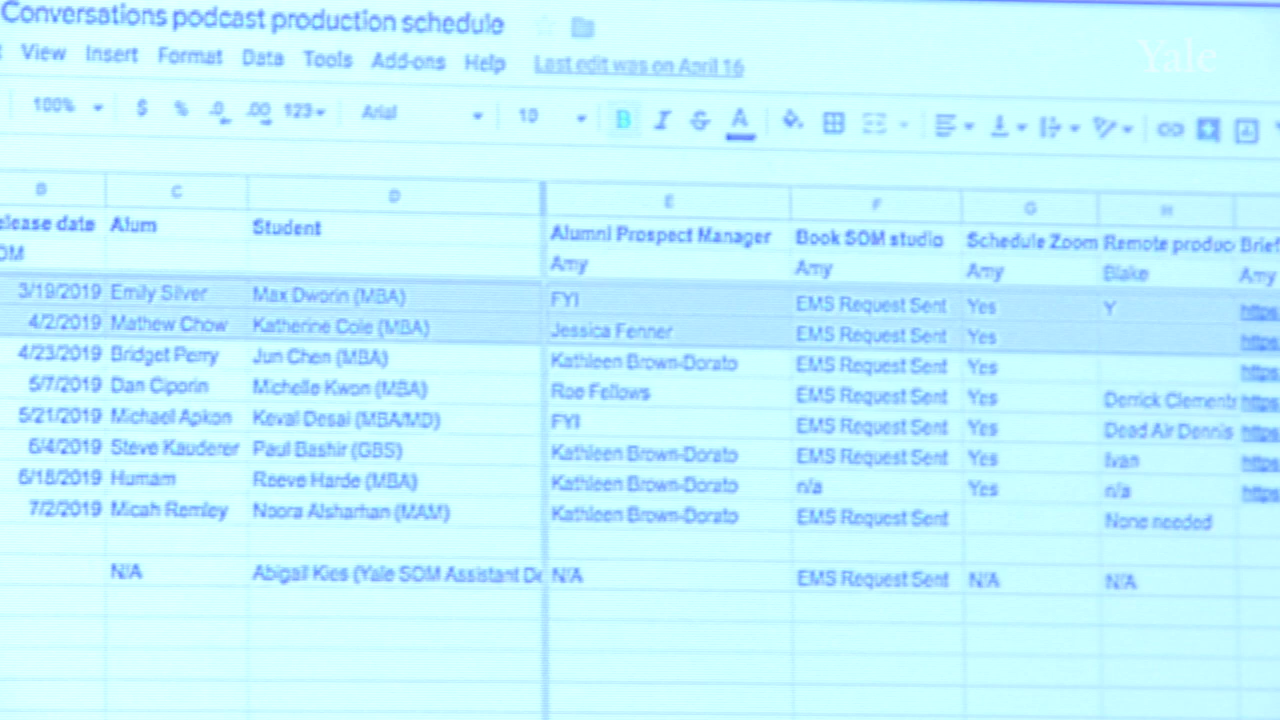 Conversations podcast production schedule
Yale
View Insert Format Data Tools Add-ons Help Last edit was on April 16
100% $ % .0 .00 123 Arial 10 B I S A
B C D E F G H
elease date Alum Student Alumni Prospect Manager Book SOM studio Schedule Zoom Remote produc Brief
OM Amy Amy Amy Blake Amy
3/19/2019 Emily Silver Max Dworin (MBA) FYI EMS Request Sent Yes Y https
4/2/2019 Mathew Chow Katherine Cole (MBA) Jessica Fenner EMS Request Sent Yes https
4/23/2019 Bridget Perry Jun Chen (MBA) Kathleen Brown-Dorato EMS Request Sent Yes https
5/7/2019 Dan Ciporin Michelle Kwon (MBA) Roe Fellows EMS Request Sent Yes Derrick Clements https
5/21/2019 Michael Apkon Keval Desai (MBA/MD) FYI EMS Request Sent Yes Dead Air Dennis https
6/4/2019 Steve Kauderer Paul Bashir (GBS) Kathleen Brown-Dorato EMS Request Sent Yes Ivan https
6/18/2019 Humam Reeve Harde (MBA) Kathleen Brown-Dorato n/a Yes n/a https
7/2/2019 Micah Remley Noora Alsharhan (MAM) Kathleen Brown-Dorato EMS Request Sent None needed
N/A Abigail Kies (Yale SOM Assistant De N/A EMS Request Sent N/A N/A